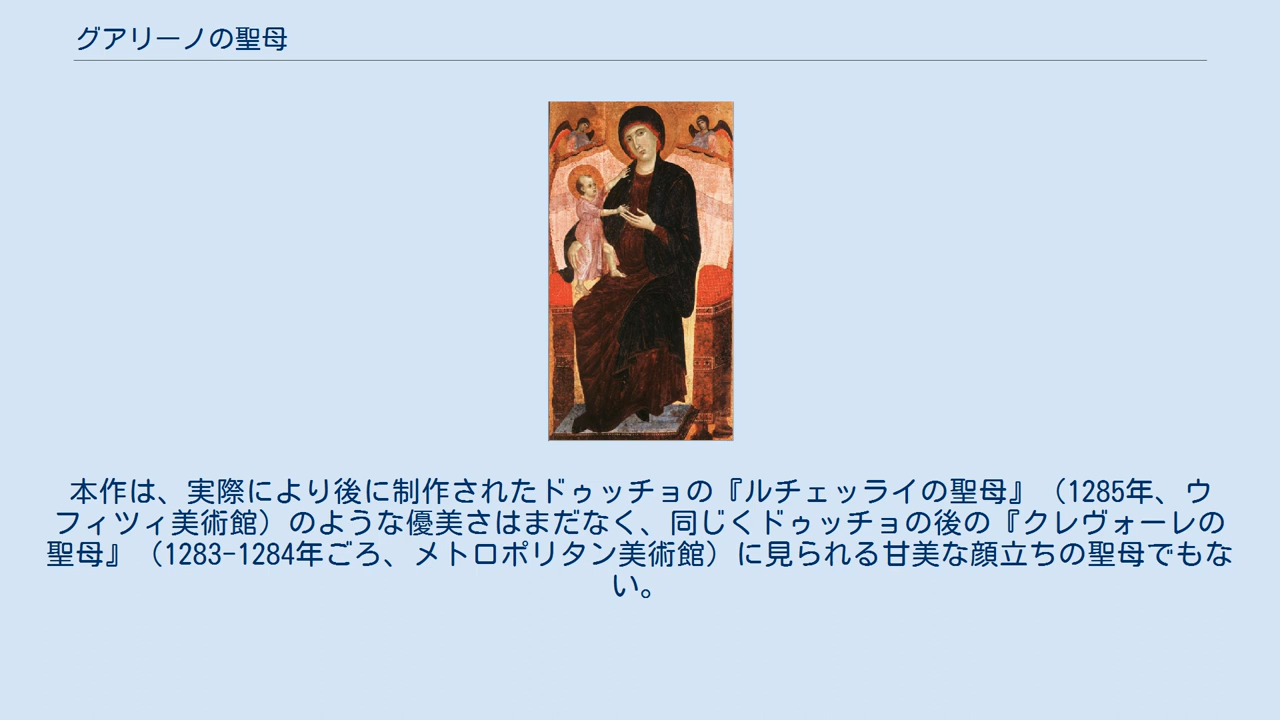 グアリーノの聖母
本作は、実際により後に制作されたドゥッチョの『ルチェッライの聖母』（1285年、ウ
フィツィ美術館）のような優美さはまだなく、同じくドゥッチョの後の『クレヴォーレの
聖母』（1283-1284年ごろ、メトロポリタン美術館）に見られる甘美な顔立ちの聖母でもな
い。